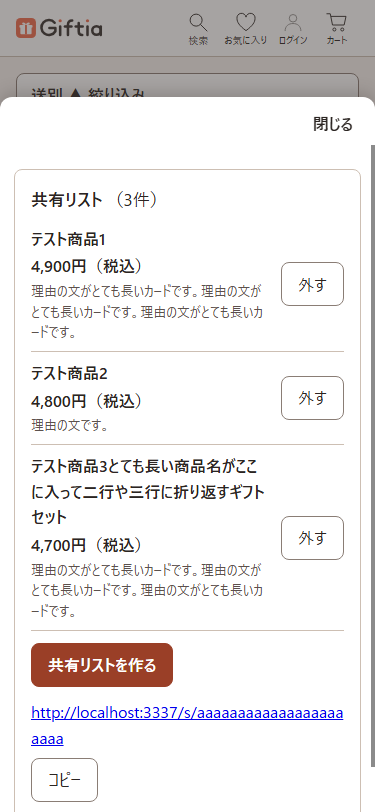 Giftia
検索
お気に入り
ログイン
カート
閉じる
共有リスト（3件）
テスト商品1
4,900円（税込）
理由の文がとても長いカードです。理由の文が
とても長いカードです。理由の文がとても長いカ
ードです。
外す
テスト商品2
4,800円（税込）
理由の文です。
外す
テスト商品3とても長い商品名がここ
に入って二行や三行に折り返すギフト
セット
4,700円（税込）
理由の文がとても長いカードです。理由の文が
とても長いカードです。理由の文がとても長いカ
ードです。
外す
共有リストを作る
http://localhost:3337/s/aaaaaaaaaaaaaaaaaa
aaaa
コピー